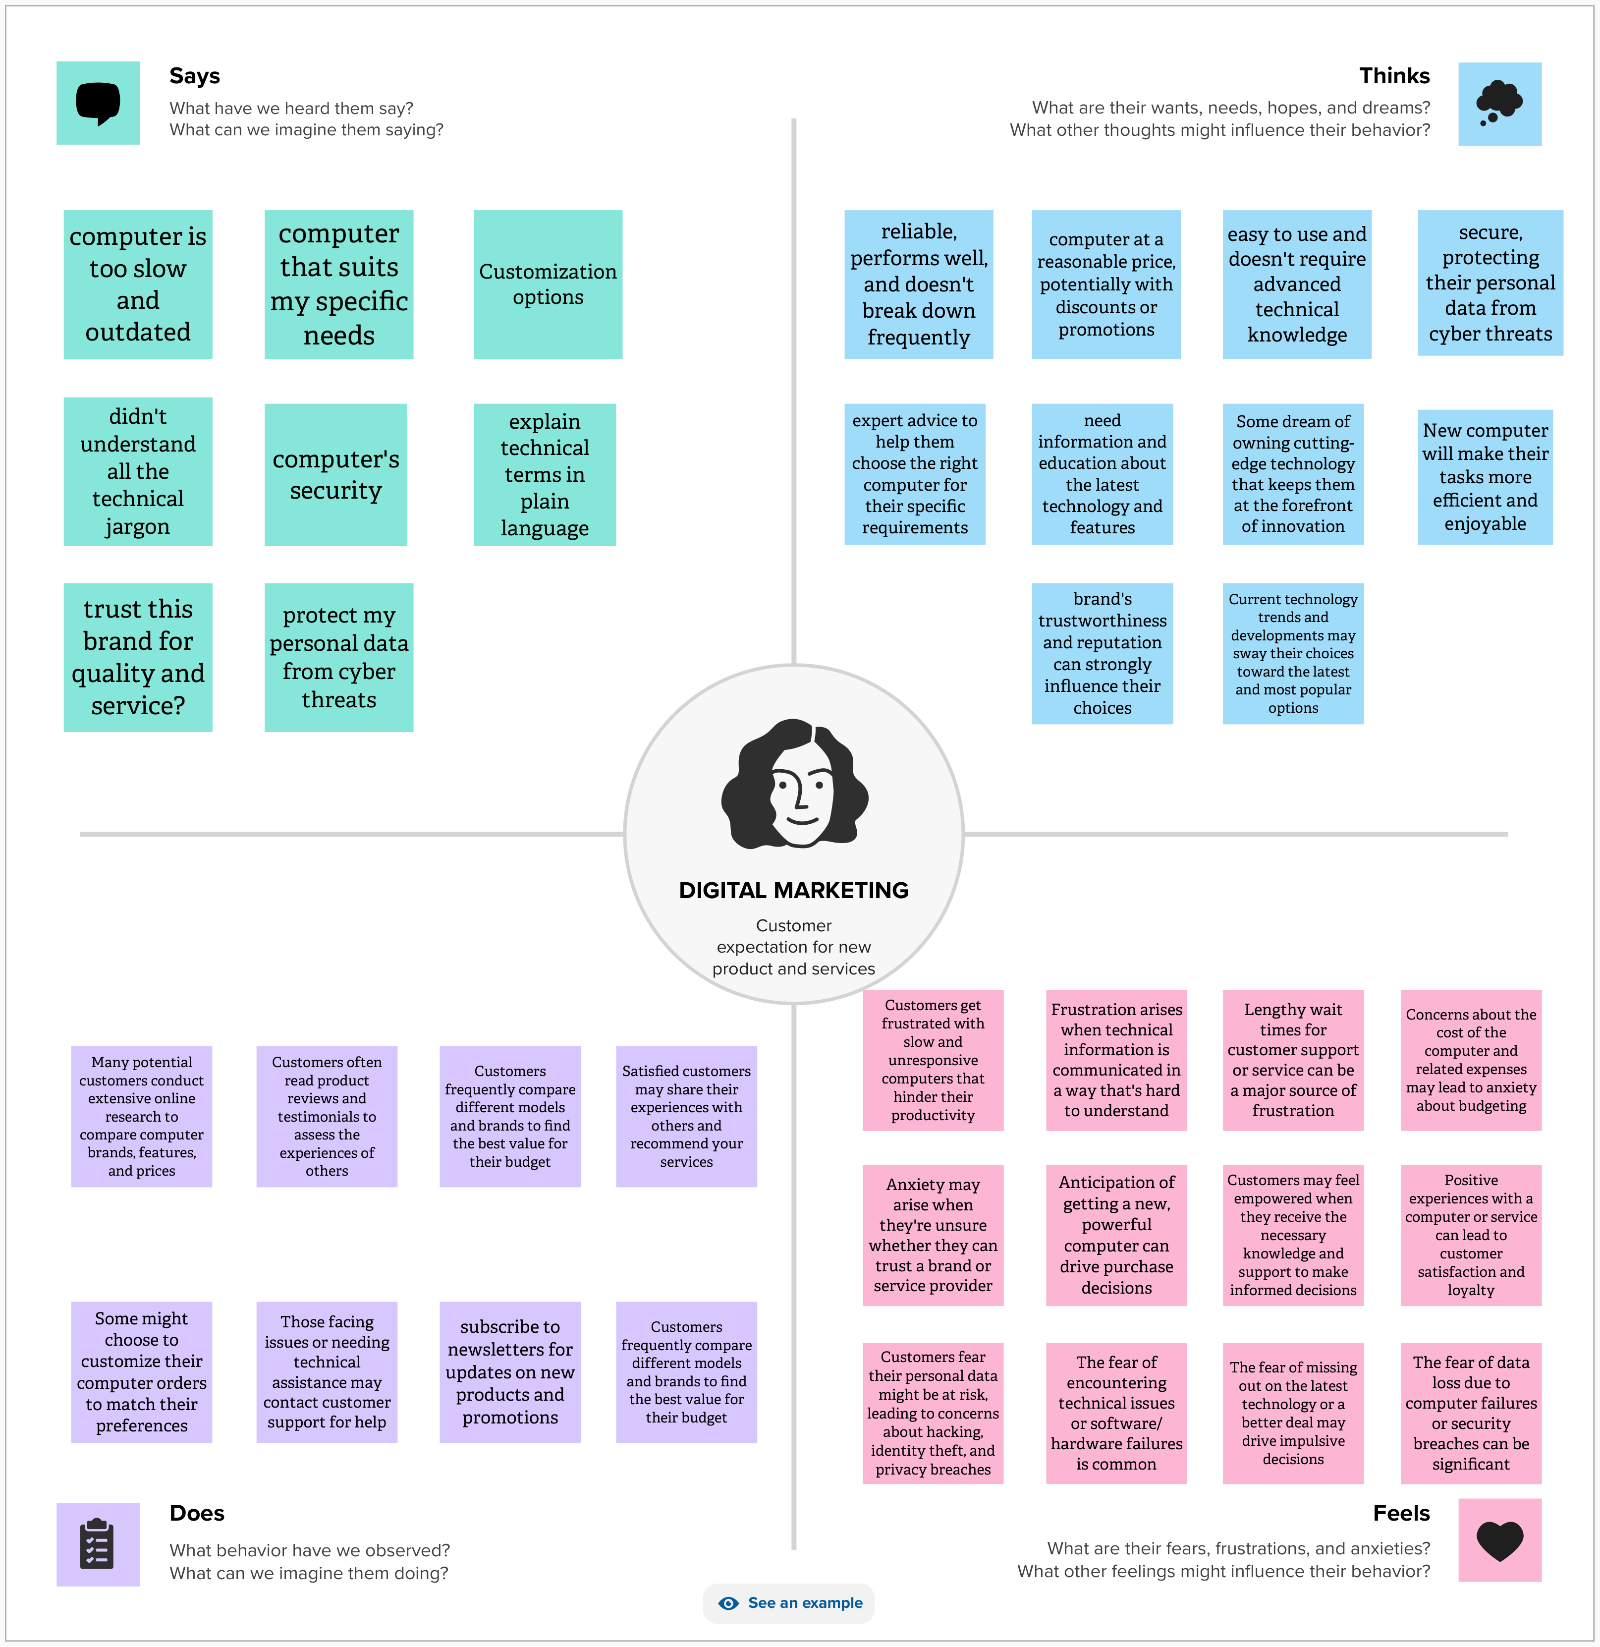 Says
What have we heard them say?
What can we imagine them saying?
Thinks
What are their wants, needs, hopes, and dreams?
What other thoughts might influence their behavior?
computer is
too slow
and
outdated
computer
that suits
my specific
needs
Customization
options
didn't
understand
all the
technical
jargon
computer's
security
explain
technical
terms in
plain
language
trust this
brand for
quality and
service?
protect my
personal data
from cyber
threats
reliable,
performs well,
and doesn't
break down
frequently
computer at a
reasonable price,
potentially with
discounts or
promotions
easy to use and
doesn't require
advanced
technical
knowledge
secure,
protecting
their personal
data from
cyber threats
expert advice to
help them
choose the right
computer for
their specific
requirements
need
information and
education about
the latest
technology and
features
Some dream of
owning cutting-
edge technology
that keeps them
at the forefront
of innovation
New computer
will make their
tasks more
efficient and
enjoyable
brand's
trustworthiness
and reputation
can strongly
influence their
choices
Current technology
trends and
developments may
sway their choices
toward the latest
and most popular
options
DIGITAL MARKETING
Customer
expectation for new
product and services
Many potential
customers conduct
extensive online
research to
compare computer
brands, features,
and prices
Customers often
read product
reviews and
testimonials to
assess the
experiences of
others
Customers
frequently compare
different models
and brands to find
the best value for
their budget
Satisfied customers
may share their
experiences with
others and
recommend your
services
Some might
choose to
customize their
computer orders
to match their
preferences
Those facing
issues or needing
technical
assistance may
contact customer
support for help
subscribe to
newsletters for
updates on new
products and
promotions
Customers
frequently compare
different models
and brands to find
the best value for
their budget
Customers get
frustrated with
slow and
unresponsive
computers that
hinder their
productivity
Frustration arises
when technical
information is
communicated in
a way that's hard
to understand
Lengthy wait
times for
customer support
or service can be
a major source of
frustration
Concerns about the
cost of the
computer and
related expenses
may lead to anxiety
about budgeting
Anxiety may
arise when
they're unsure
whether they can
trust a brand or
service provider
Anticipation of
getting a new,
powerful
computer can
drive purchase
decisions
Customers may feel
empowered when
they receive the
necessary
knowledge and
support to make
informed decisions
Positive
experiences with a
computer or service
can lead to
customer
satisfaction and
loyalty
Customers fear
their personal data
might be at risk,
leading to concerns
about hacking,
identity theft, and
privacy breaches
The fear of
encountering
technical issues
or software/
hardware failures
is common
The fear of missing
out on the latest
technology or a
better deal may
drive impulsive
decisions
The fear of data
loss due to
computer failures
or security
breaches can be
significant
Does
What behavior have we observed?
What can we imagine them doing?
Feels
What are their fears, frustrations, and anxieties?
What other feelings might influence their behavior?
See an example